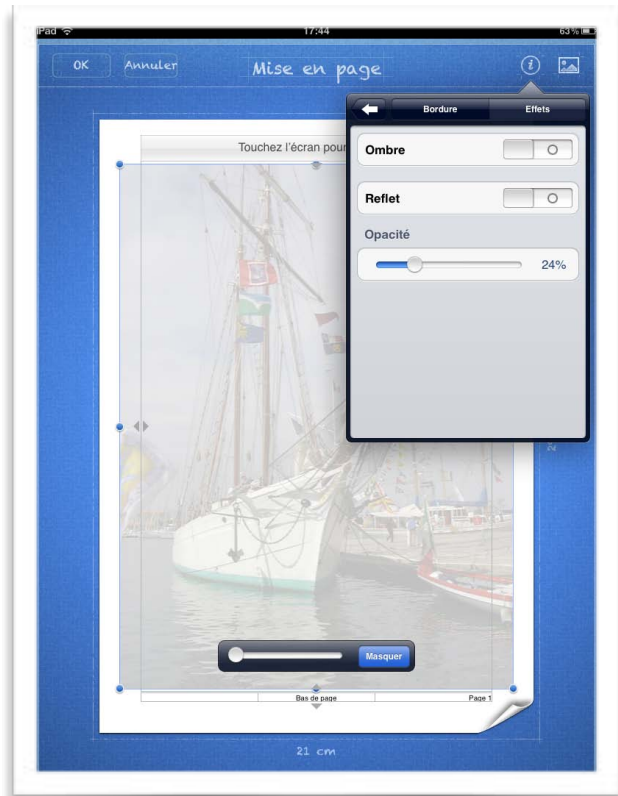 iPad 17:44 63 %
OK Annuler Mise en page
Bordure Effets
Touchez l'écran pour
Ombre
Reflet
Opacité
24%
Masquer
Bas de page Page 1
21 cm